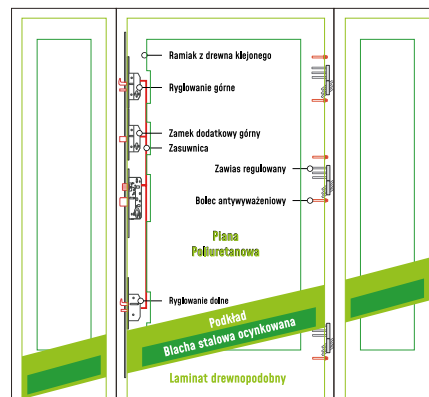 Ramiak z drewna klejonego
Ryglowanie górne
Zamek dodatkowy górny
Zasuwnica
Zawias regulowany
Bolec antywyważeniowy
Piana
Poliuretanowa
Ryglowanie dolne
Podkład
Blacha stalowa ocynkowana
Laminat drewnopodobny